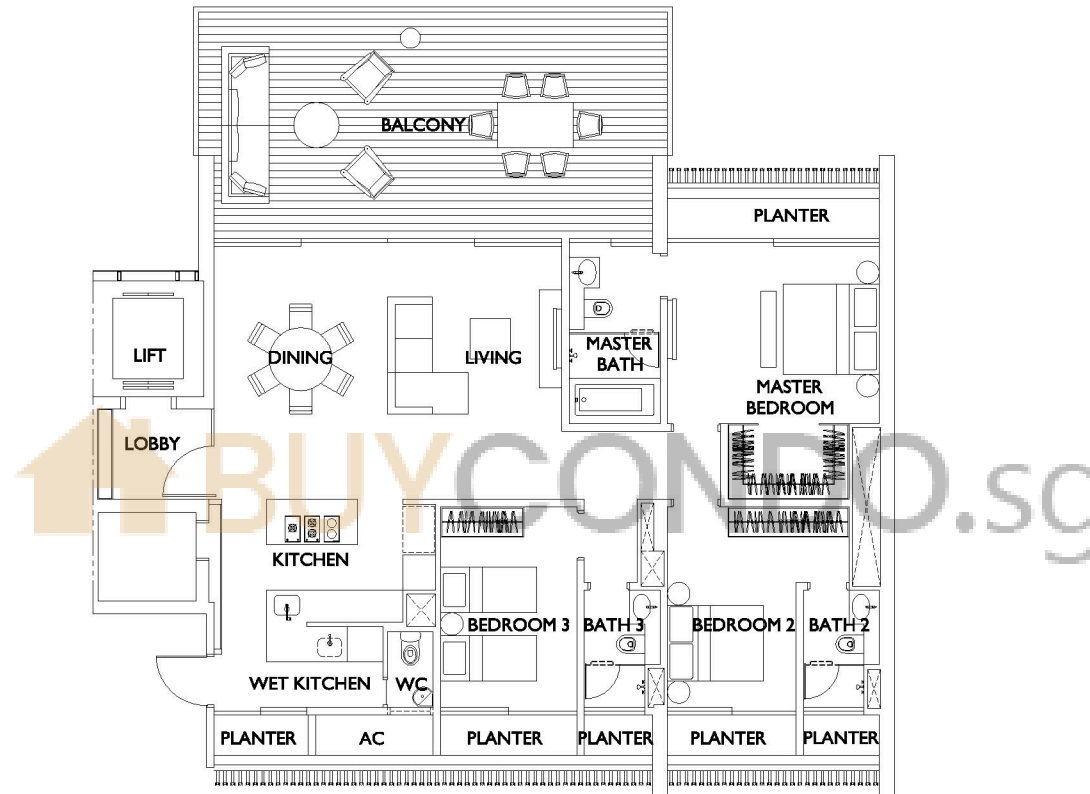 BALCONY
PLANTER
LIFT
DINING
LIVING
MASTER
BATH
MASTER
BEDROOM
LOBBY
BUYCONDO.sg
KITCHEN
BEDROOM 3
BATH 3
BEDROOM 2
BATH 2
WET KITCHEN
WC
PLANTER
AC
PLANTER
PLANTER
PLANTER
PLANTER